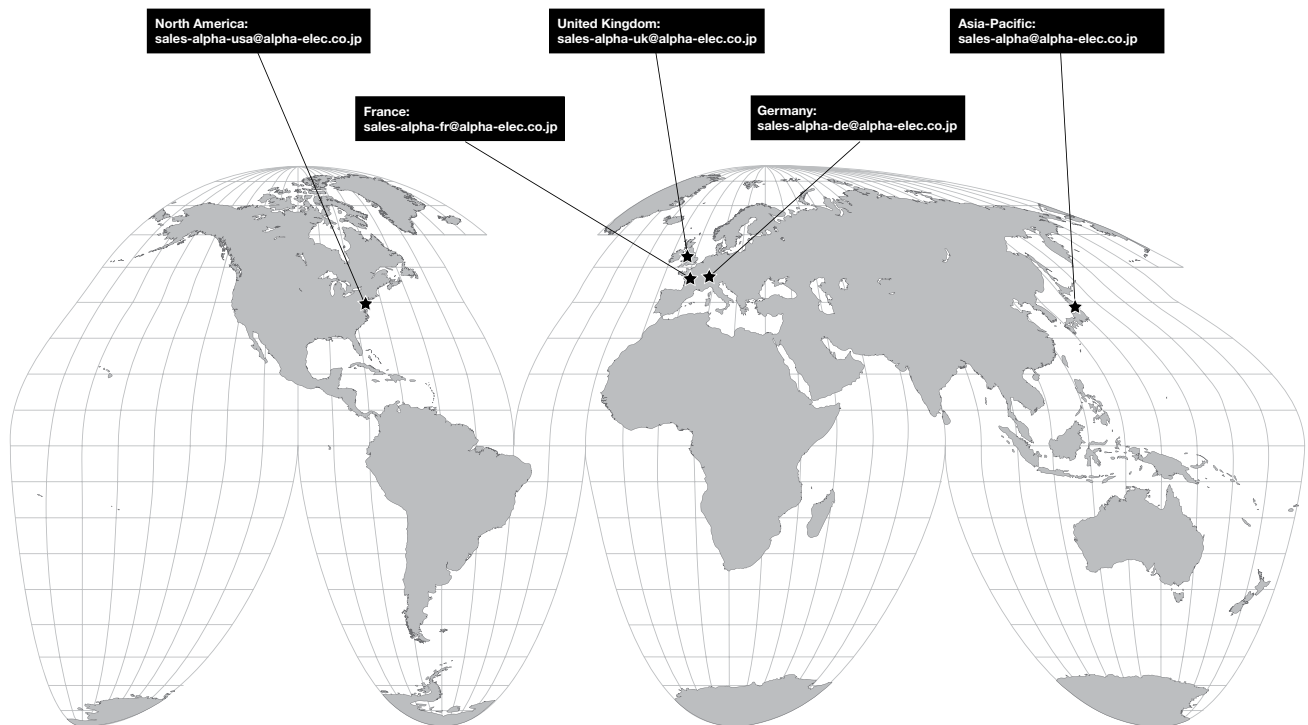 North America:
sales-alpha-usa@alpha-elec.co.jp
United Kingdom:
sales-alpha-uk@alpha-elec.co.jp
Asia-Pacific:
sales-alpha@alpha-elec.co.jp
France:
sales-alpha-fr@alpha-elec.co.jp
Germany:
sales-alpha-de@alpha-elec.co.jp